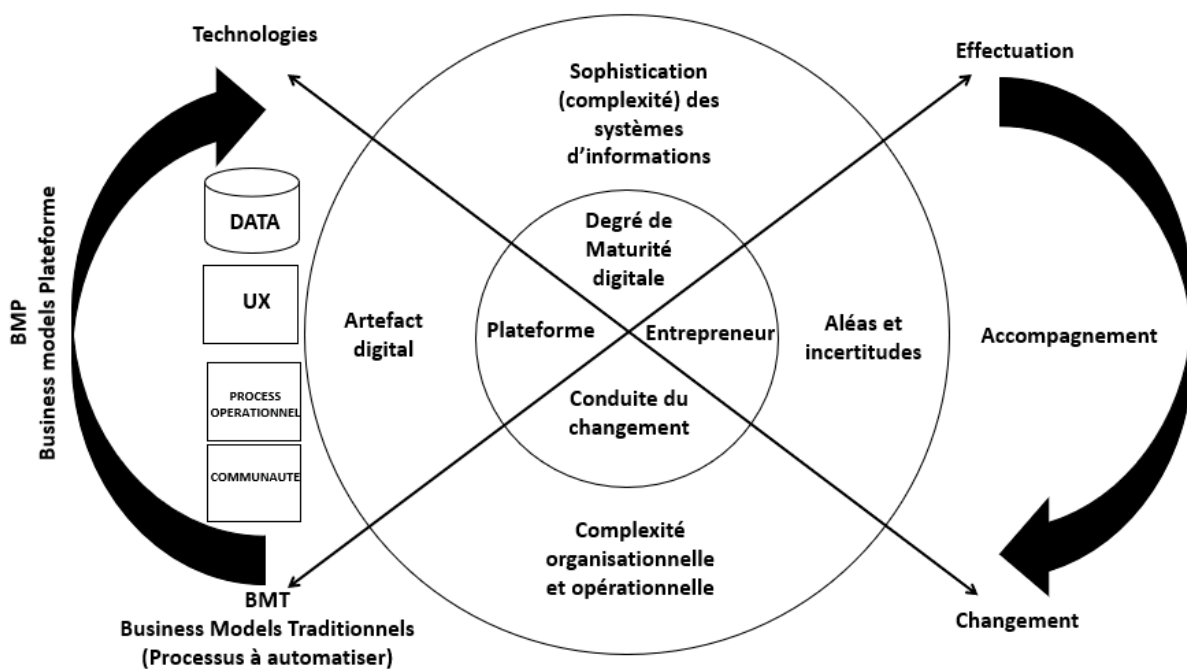 Technologies
Effectuation
Sophistication
(complexité) des
systèmes
d'informations
DATA
Degré de
Maturité
digitale
UX
BMP
Business models Plateforme
Artefact
digital
Plateforme
Entrepreneur
Aléas et
incertitudes
Accompagnement
PROCESS
OPERATIONNEL
Conduite du
changement
COMMUNAUTE
Complexité
organisationnelle
et opérationnelle
BMT
Business Models Traditionnels
(Processus à automatiser)
Changement